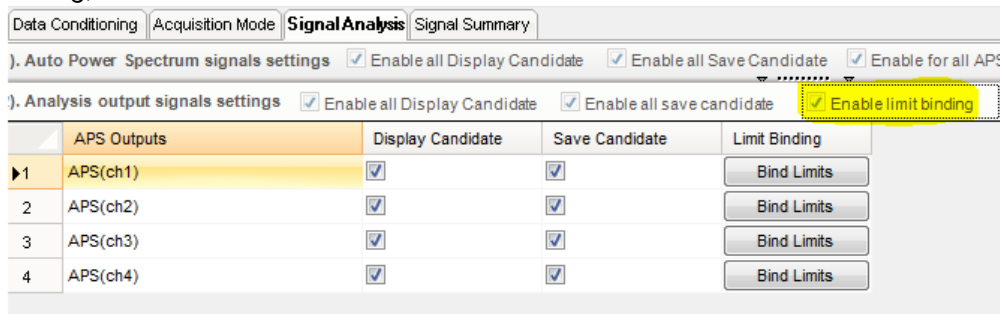 Data Conditioning Acquisition Mode Signal Analysis Signal Summary
). Auto Power Spectrum signals settings Enable all Display Candidate Enable all Save Candidate Enable for all APS
). Analysis output signals settings Enable all Display Candidate Enable all save candidate Enable limit binding
APS Outputs Display Candidate Save Candidate Limit Binding
1 APS(ch1) Bind Limits
2 APS(ch2) Bind Limits
3 APS(ch3) Bind Limits
4 APS(ch4) Bind Limits